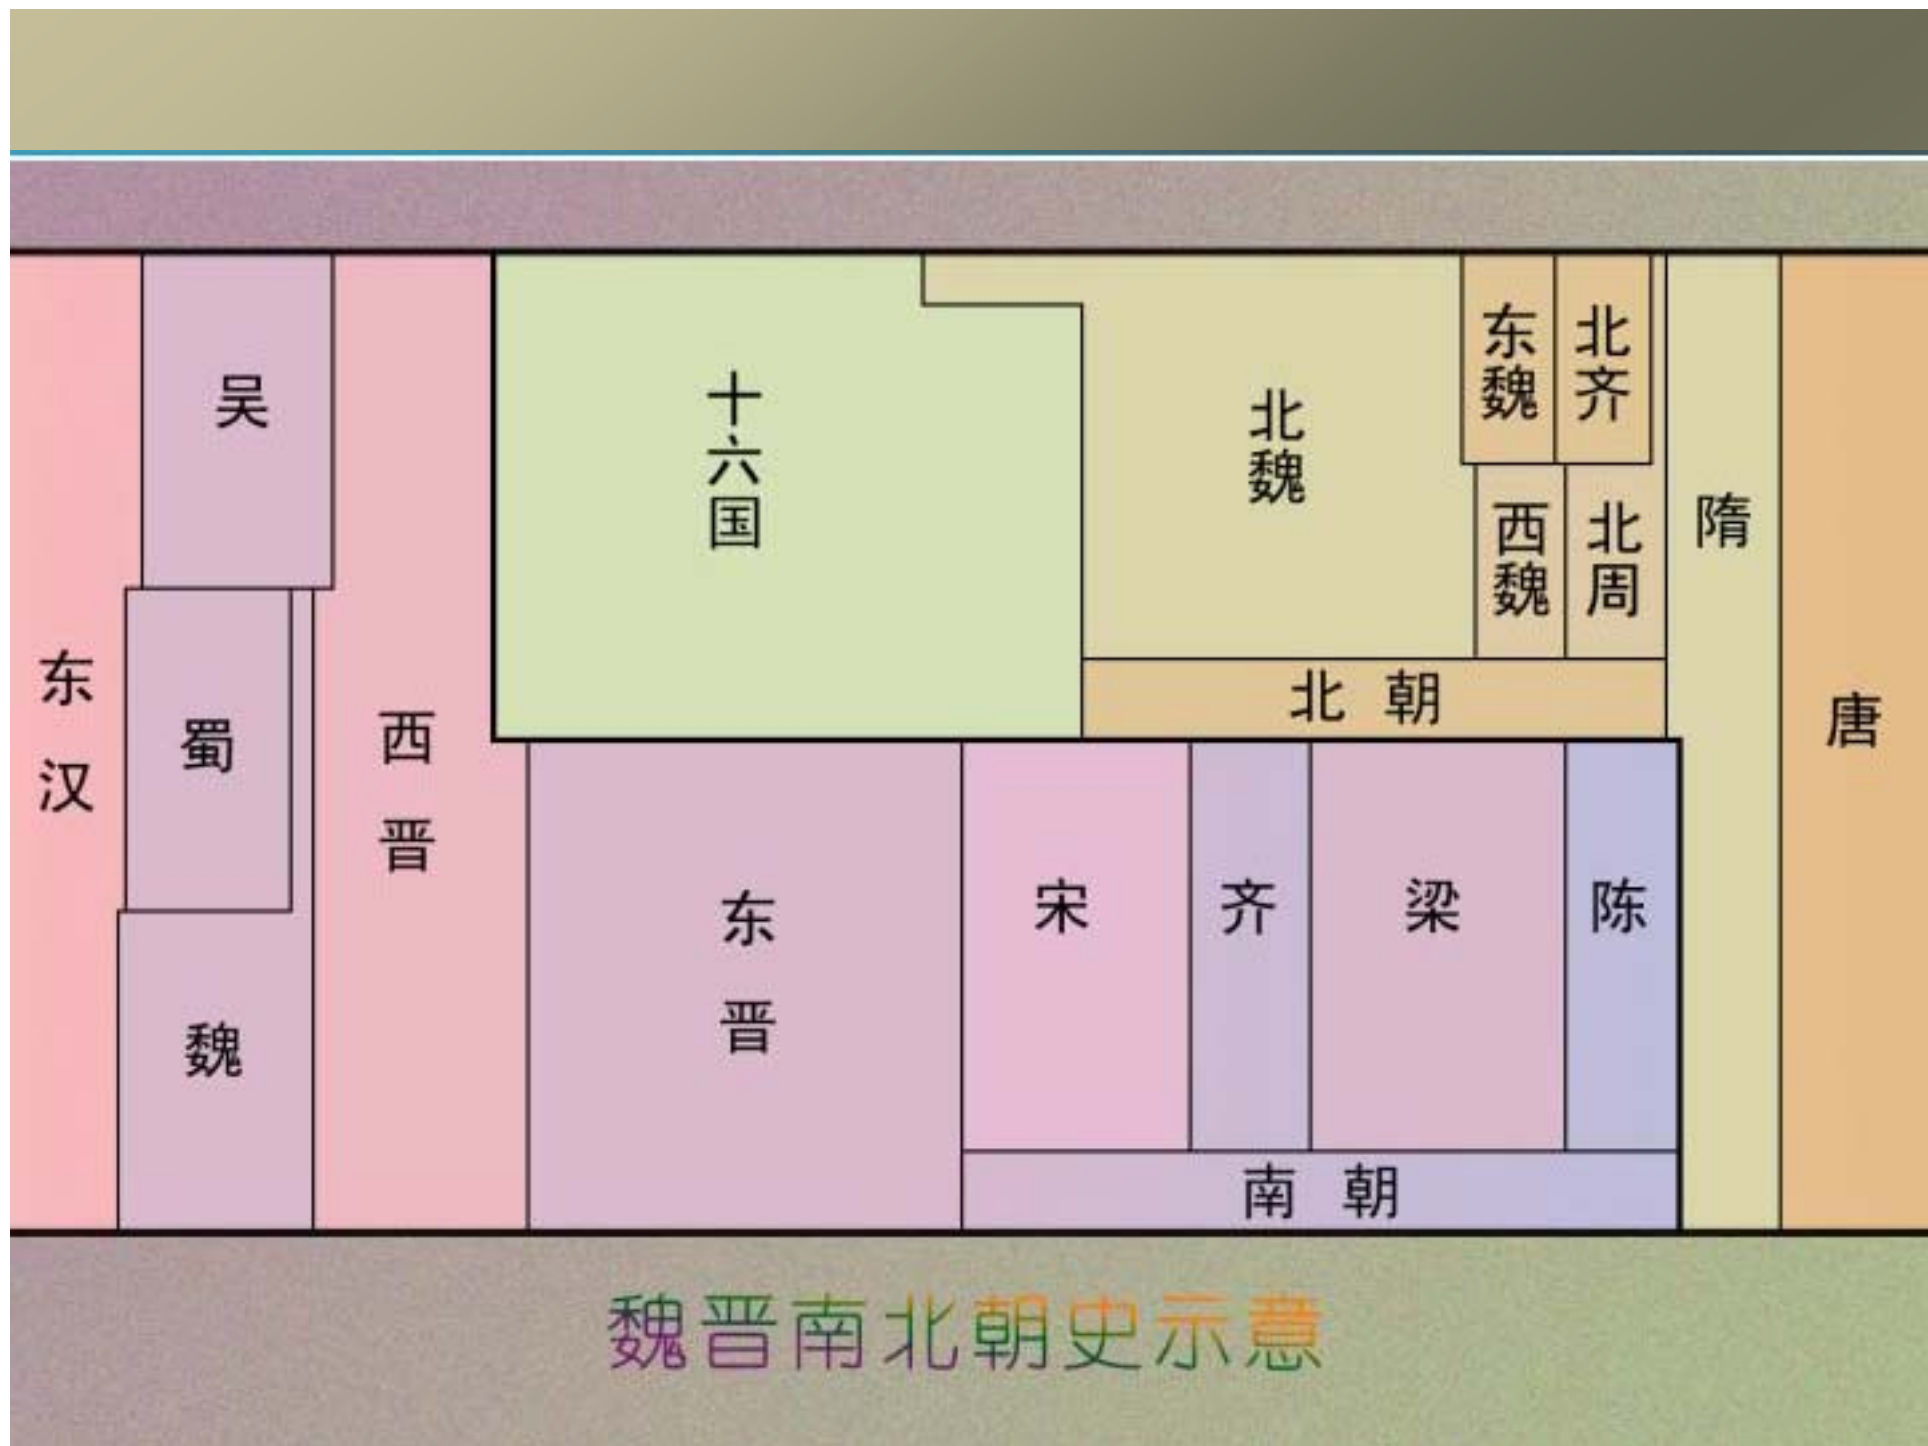 东汉
吴
蜀
魏
西晋
十六国
东晋
北魏
东魏
北齐
西魏
北周
北朝
宋
齐
梁
陈
南朝
隋
唐
魏晋南北朝史示意